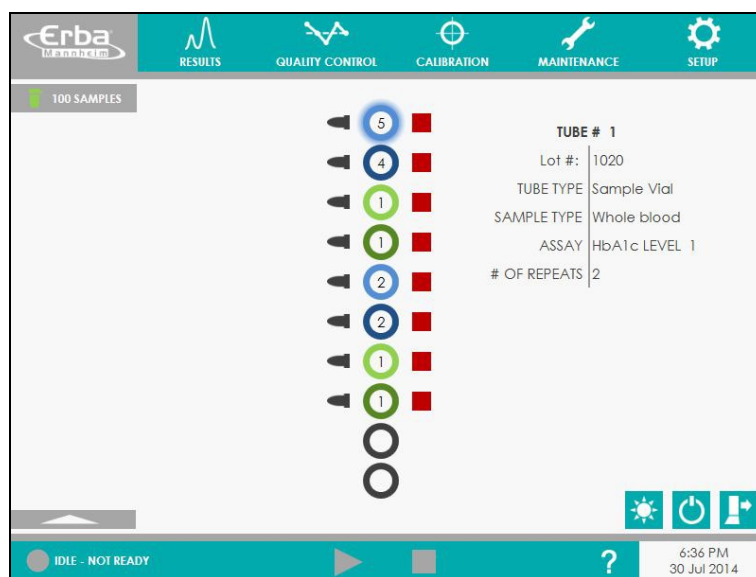 Erba
Mannheim
RESULTS
QUALITY CONTROL
CALIBRATION
MAINTENANCE
SETUP
100 SAMPLES
5
4
1
1
2
2
1
1
TUBE # 1
Lot #: 1020
TUBE TYPE Sample Vial
SAMPLE TYPE Whole blood
ASSAY HbA1c LEVEL 1
# OF REPEATS 2
IDLE - NOT READY
?
6:36 PM
30 Jul 2014